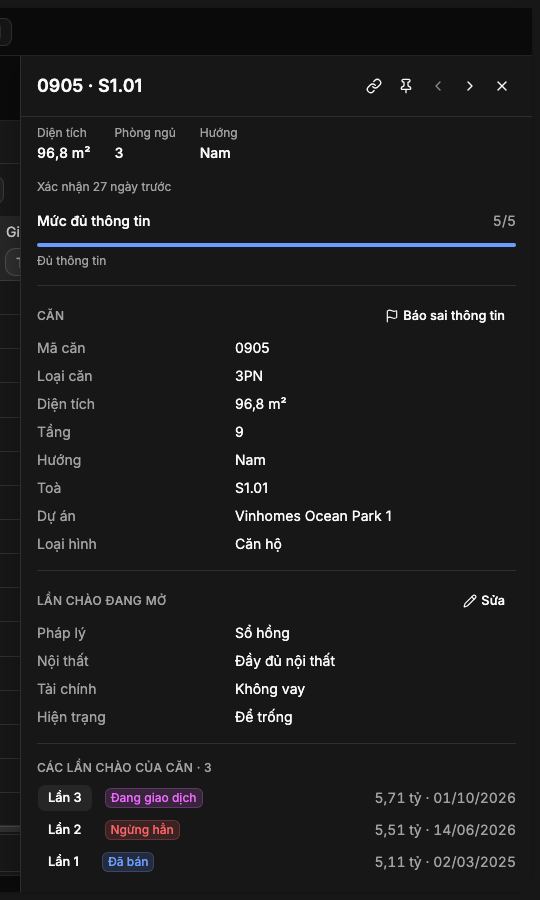 0905 · S1.01
Diện tích Phòng ngủ Hướng
96,8 m² 3 Nam
Xác nhận 27 ngày trước
Mức đủ thông tin 5/5
Đủ thông tin
CĂN Báo sai thông tin
Mã căn 0905
Loại căn 3PN
Diện tích 96,8 m²
Tầng 9
Hướng Nam
Toà S1.01
Dự án Vinhomes Ocean Park 1
Loại hình Căn hộ
LẦN CHÀO ĐANG MỞ Sửa
Pháp lý Sổ hồng
Nội thất Đầy đủ nội thất
Tài chính Không vay
Hiện trạng Để trống
CÁC LẦN CHÀO CỦA CĂN · 3
Lần 3 Đang giao dịch 5,71 tỷ · 01/10/2026
Lần 2 Ngừng hẳn 5,51 tỷ · 14/06/2026
Lần 1 Đã bán 5,11 tỷ · 02/03/2025